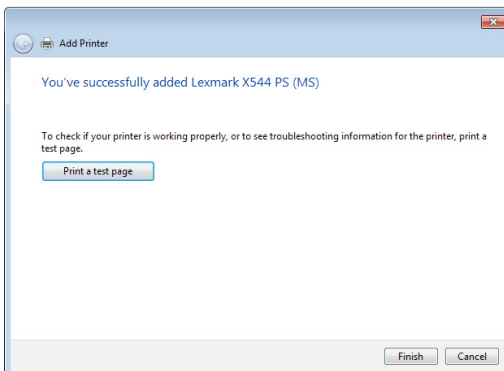 Add Printer
You've successfully added Lexmark X544 PS (MS)
To check if your printer is working properly, or to see troubleshooting information for the printer, print a
test page.
Print a test page
Finish Cancel